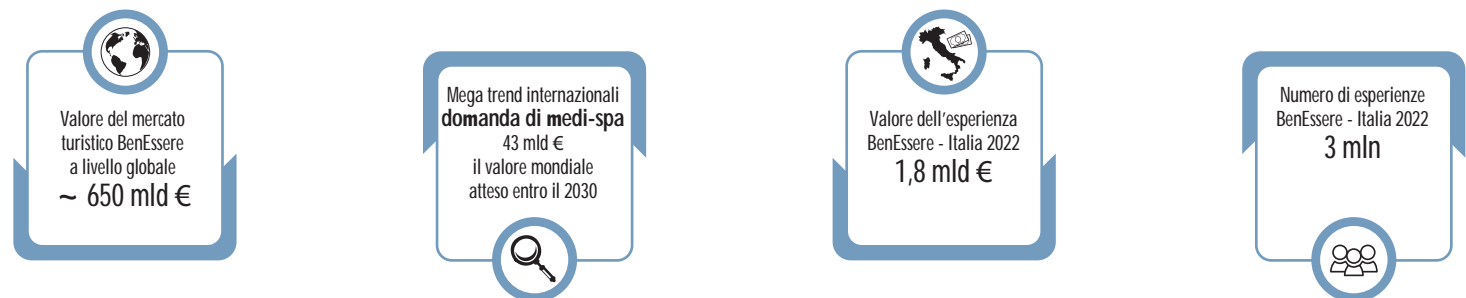 Valore del mercato
turistico BenEssere
a livello globale
~ 650 mld €
Mega trend internazionali
domanda di medi-spa
43 mld €
il valore mondiale
atteso entro il 2030
Valore dell'esperienza
BenEssere - Italia 2022
1,8 mld €
Numero di esperienze
BenEssere - Italia 2022
3 mln